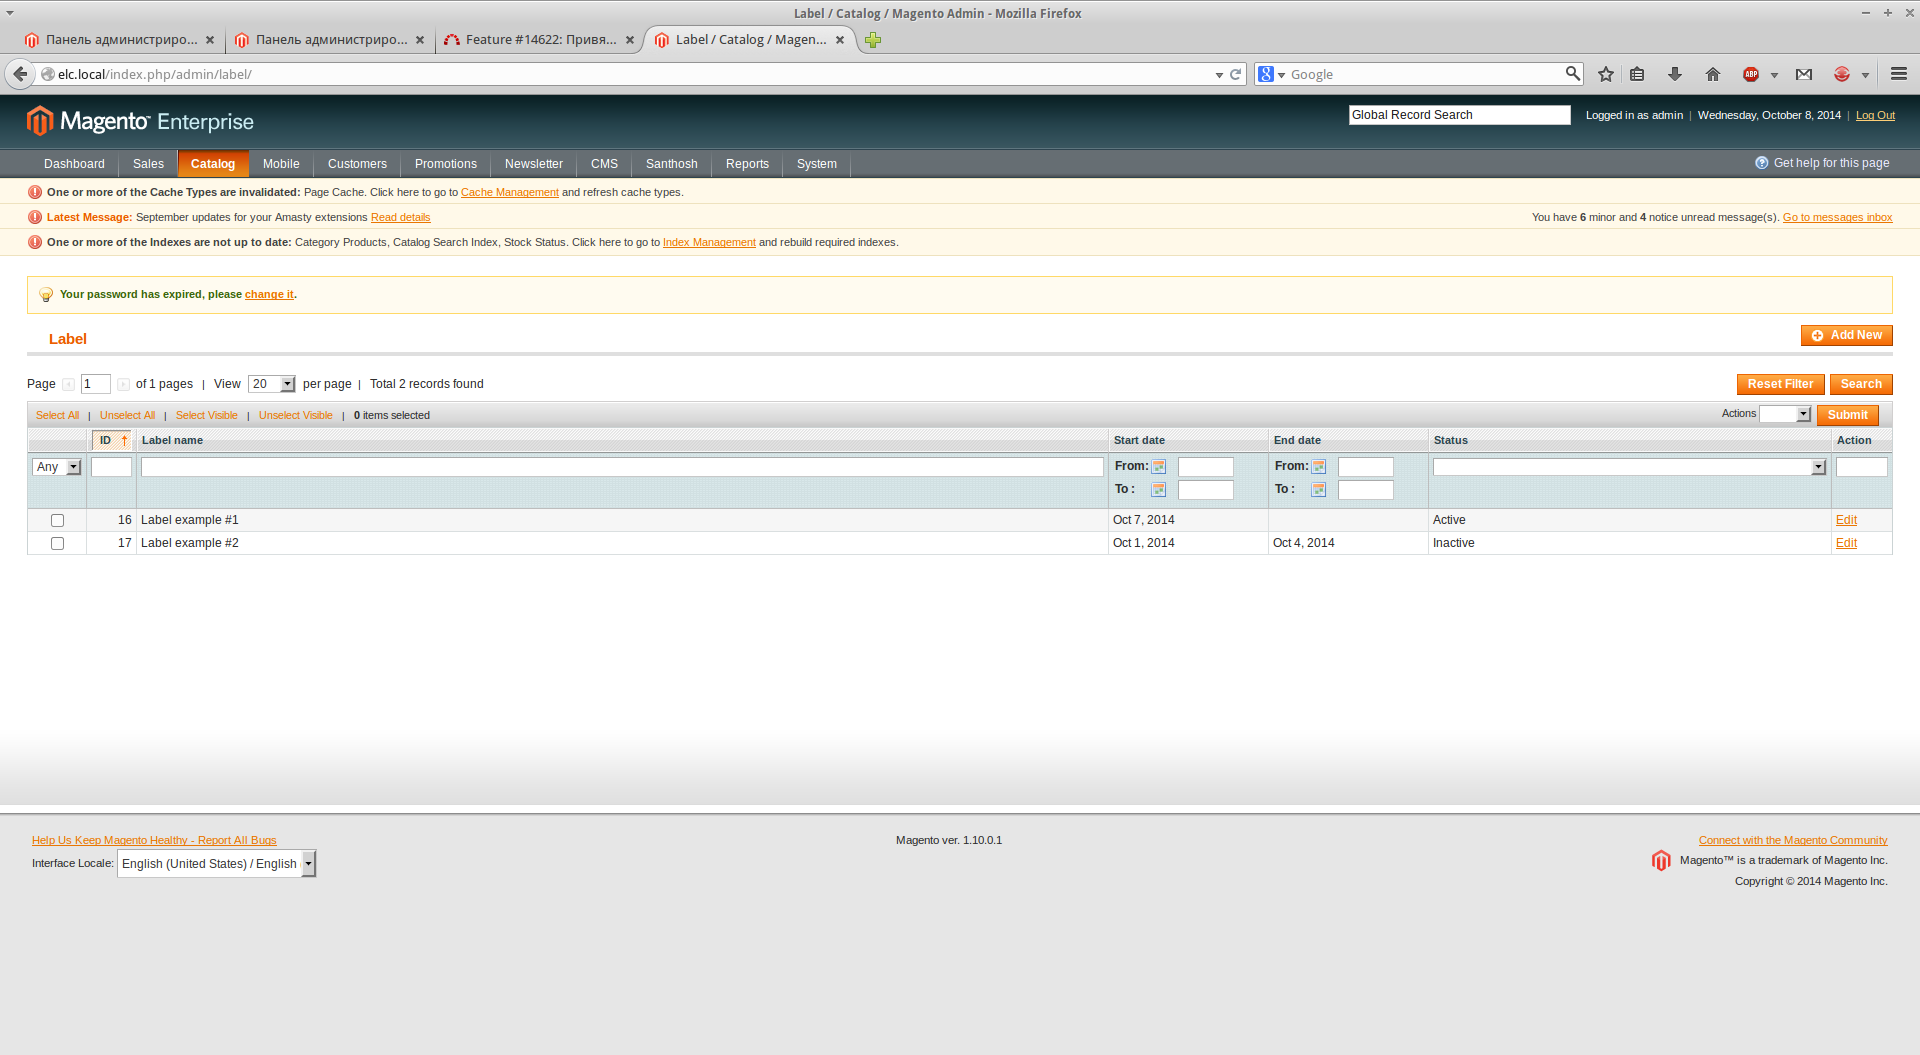 Label / Catalog / Magento Admin - Mozilla Firefox
Панель администриро...
Панель администриро...
Feature #14622: Привя...
Label / Catalog / Magen...
elc.local/index.php/admin/label/
Google
ABP
Magento Enterprise
Global Record Search
Logged in as admin | Wednesday, October 8, 2014 | Log Out
Dashboard Sales Catalog Mobile Customers Promotions Newsletter CMS Santhosh Reports System
Get help for this page
One or more of the Cache Types are invalidated: Page Cache. Click here to go to Cache Management and refresh cache types.
Latest Message: September updates for your Amasty extensions Read details
You have 6 minor and 4 notice unread message(s). Go to messages inbox
One or more of the Indexes are not up to date: Category Products, Catalog Search Index, Stock Status. Click here to go to Index Management and rebuild required indexes.
Your password has expired, please change it.
Label
Add New
Page 1 of 1 pages | View 20 per page | Total 2 records found
Reset Filter Search
Select All | Unselect All | Select Visible | Unselect Visible | 0 items selected
Actions Submit
ID Label name Start date End date Status Action
Any From: From:
To : To :
16 Label example #1 Oct 7, 2014 Active Edit
17 Label example #2 Oct 1, 2014 Oct 4, 2014 Inactive Edit
Help Us Keep Magento Healthy - Report All Bugs
Interface Locale: English (United States) / English
Magento ver. 1.10.0.1
Connect with the Magento Community
Magento™ is a trademark of Magento Inc.
Copyright © 2014 Magento Inc.